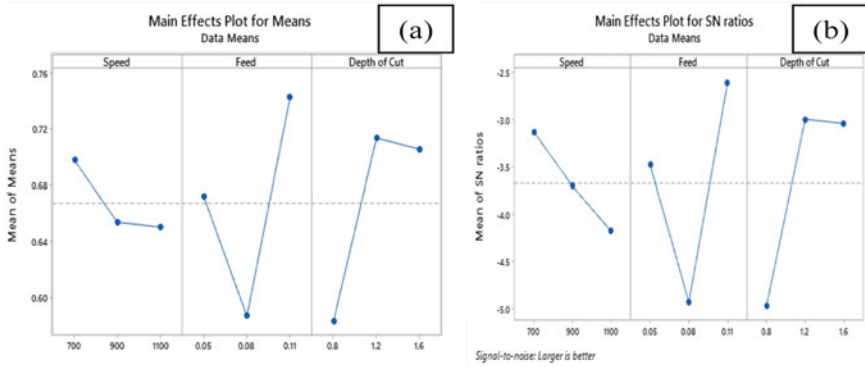 Main Effects Plot for Means
Data Means
(a)
Speed Feed Depth of Cut
Mean of Means
0.76
0.72
0.68
0.64
0.60
700 900 1100 0.05 0.08 0.11 0.8 1.2 1.6
Main Effects Plot for SN ratios
Data Means
(b)
Speed Feed Depth of Cut
Mean of SN ratios
-2.5
-3.0
-3.5
-4.0
-4.5
-5.0
700 900 1100 0.05 0.08 0.11 0.8 1.2 1.6
Signal-to-noise: Larger is better